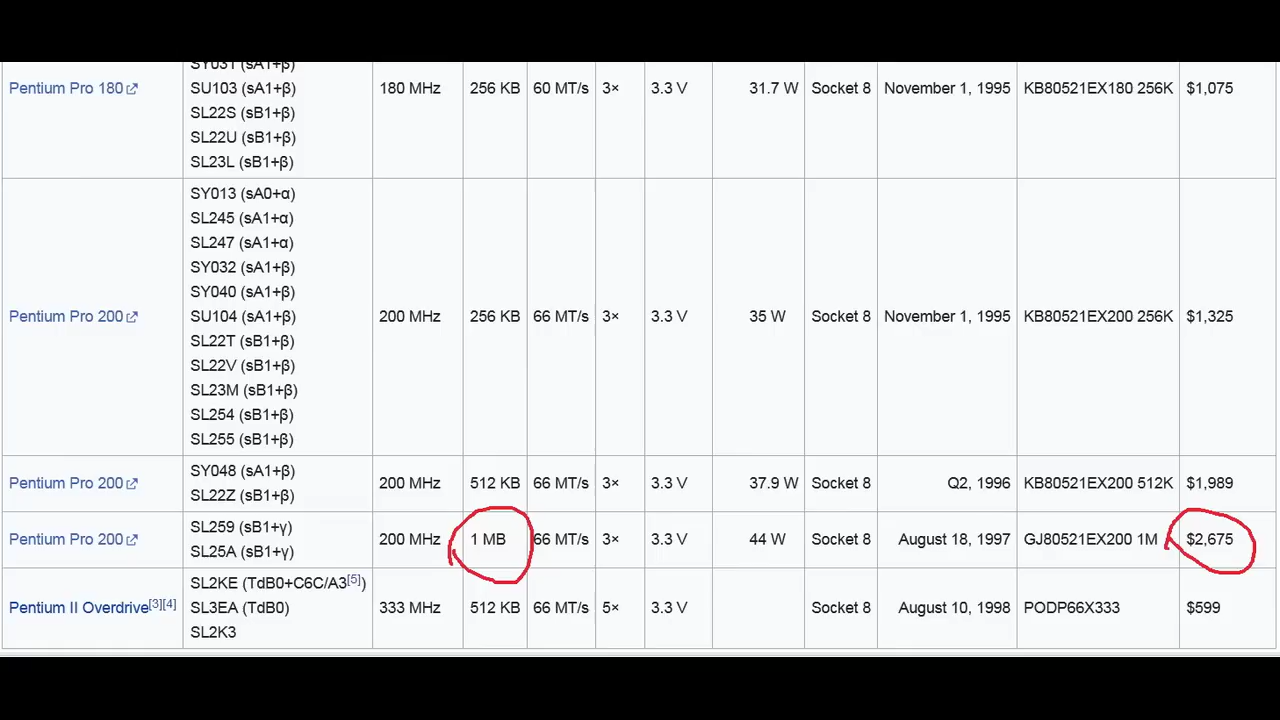 SY031 (sA1+β)
Pentium Pro 180 SU103 (sA1+β) 180 MHz 256 KB 60 MT/s 3× 3.3 V 31.7 W Socket 8 November 1, 1995 KB80521EX180 256K $1,075
SL22S (sB1+β)
SL22U (sB1+β)
SL23L (sB1+β)
SY013 (sA0+α)
SL245 (sA1+α)
SL247 (sA1+α)
SY032 (sA1+β)
SY040 (sA1+β)
Pentium Pro 200 SU104 (sA1+β) 200 MHz 256 KB 66 MT/s 3× 3.3 V 35 W Socket 8 November 1, 1995 KB80521EX200 256K $1,325
SL22T (sB1+β)
SL22V (sB1+β)
SL23M (sB1+β)
SL254 (sB1+β)
SL255 (sB1+β)
SY048 (sA1+β)
Pentium Pro 200 200 MHz 512 KB 66 MT/s 3× 3.3 V 37.9 W Socket 8 Q2, 1996 KB80521EX200 512K $1,989
SL22Z (sB1+β)
SL259 (sB1+γ)
Pentium Pro 200 200 MHz 1 MB 66 MT/s 3× 3.3 V 44 W Socket 8 August 18, 1997 GJ80521EX200 1M $2,675
SL25A (sB1+γ)
SL2KE (TdB0+C6C/A3[5])
Pentium II Overdrive[3][4] SL3EA (TdB0) 333 MHz 512 KB 66 MT/s 5× 3.3 V Socket 8 August 10, 1998 PODP66X333 $599
SL2K3